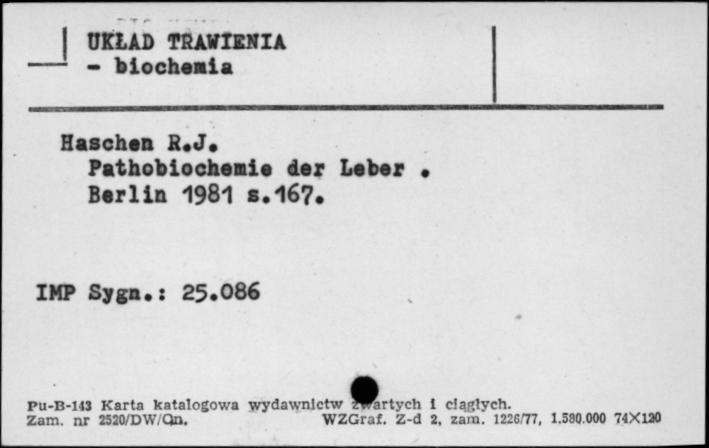 UKŁAD TRAWIENIA
- biochemia
Haschen R.J.
Pathobiochemie der Leber .
Berlin 1981 s.167.
IMP Sygn.: 25.086
Pu-B-143 Karta katalogowa wydawnictw zwartych i ciągłych.
Zam. nr 2520/DW/Qn. WZGraf. Z-d 2, zam. 1226/77, 1.580.000 74X120